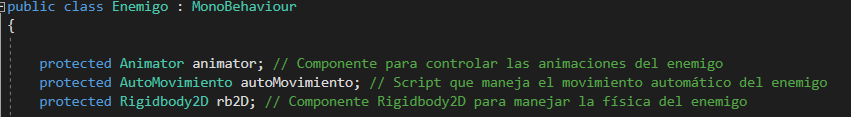 public class Enemigo : MonoBehaviour
{
protected Animator animator; // Componente para controlar las animaciones del enemigo
protected AutoMovimiento autoMovimiento; // Script que maneja el movimiento automático del enemigo
protected Rigidbody2D rb2D; // Componente Rigidbody2D para manejar la física del enemigo